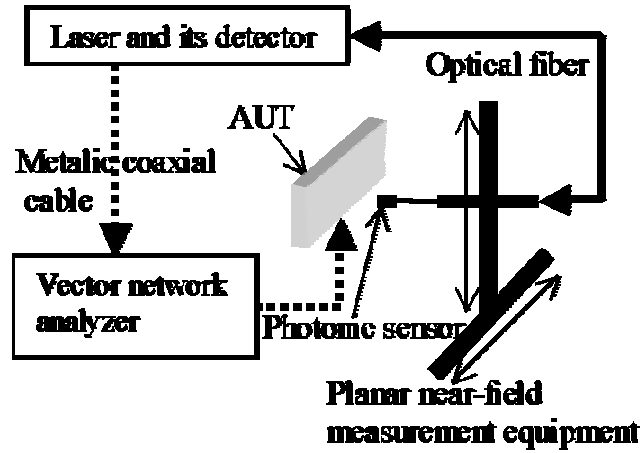 Laser and its detector
Optical fiber
AUT
Metalic coaxial
cable
Vector network
analyzer
Photonic sensor
Planar near-field
measurement equipment